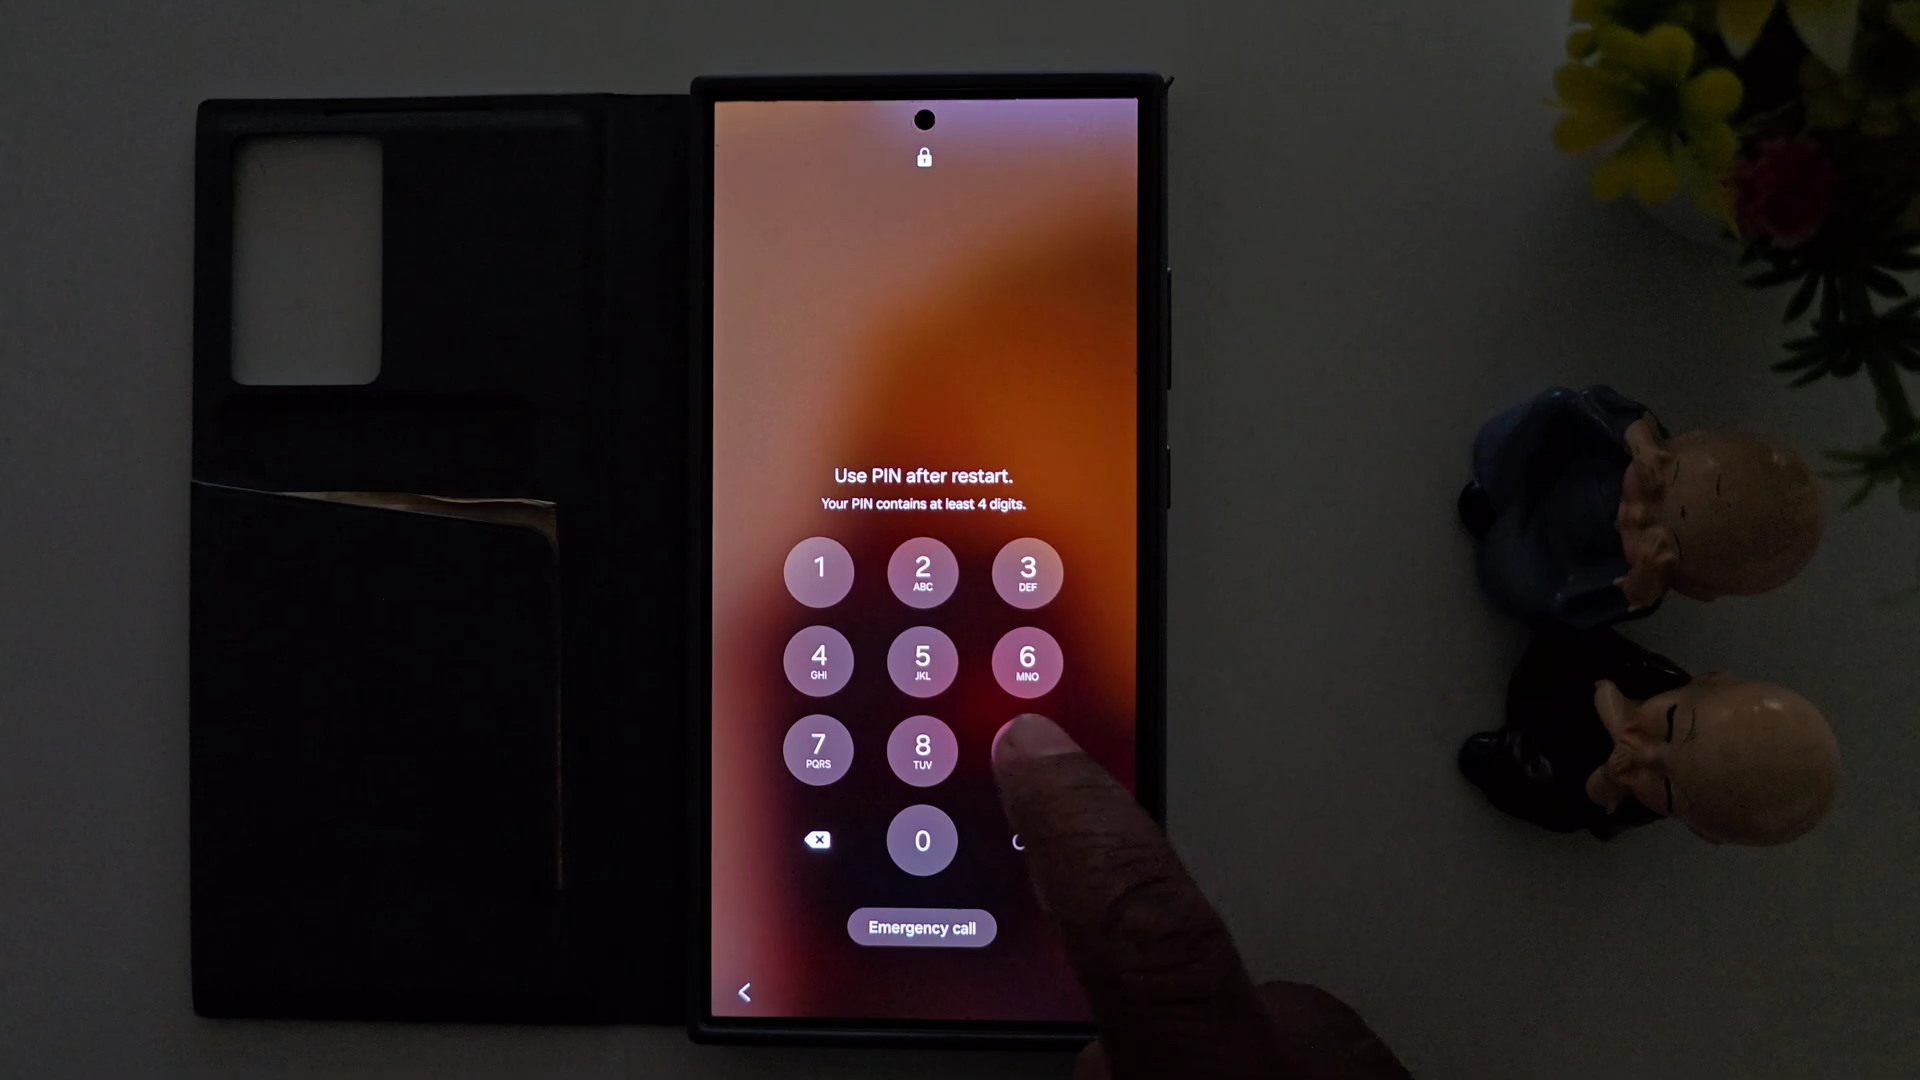 Use PIN after restart.
Your PIN contains at least 4 digits.
1
2
ABC
3
DEF
4
GHI
5
JKL
6
MNO
7
PQRS
8
TUV
0
Emergency call